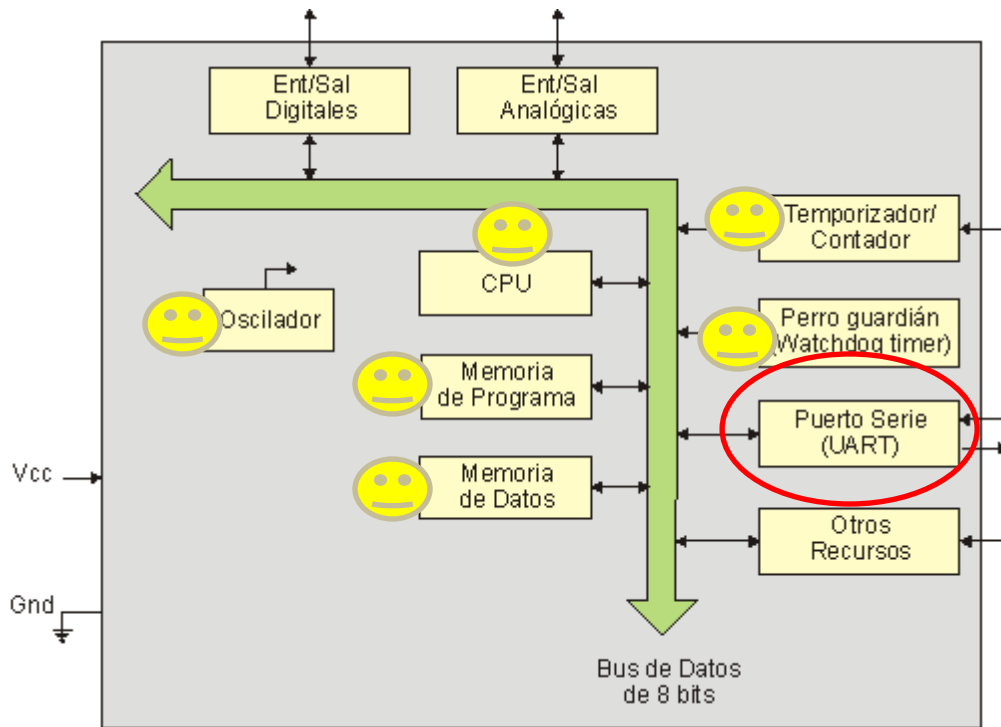 Ent/Sal
Digitales
Ent/Sal
Analógicas
Temporizador/
Contador
CPU
Oscilador
Perro guardián
(Watchdog timer)
Memoria
de Programa
Puerto Serie
(UART)
Vcc
Memoria
de Datos
Otros
Recursos
Gnd
Bus de Datos
de 8 bits